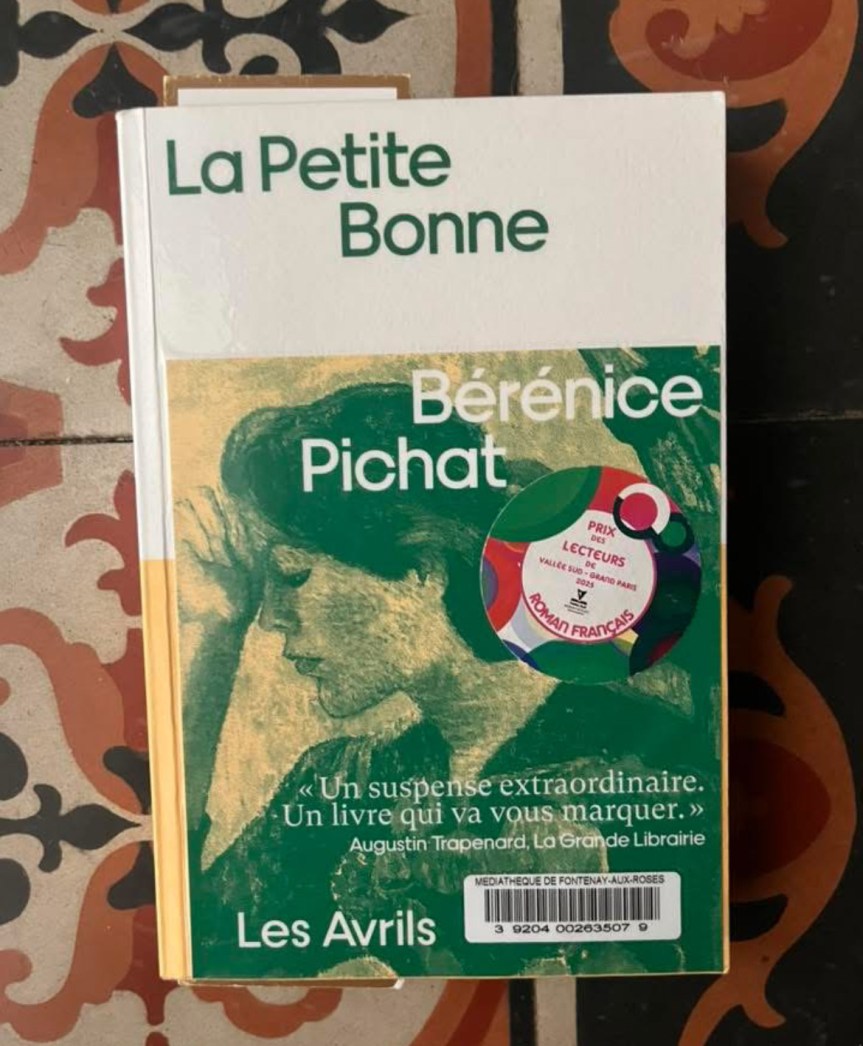 La Petite
Bonne
Bérénice
Pichat
PRIX
DES
LECTEURS
DE
VALLÉE SUD - GRAND PARIS
2025
ROMAN FRANÇAIS
« Un suspense extraordinaire.
Un livre qui va vous marquer. »
Augustin Trapenard, La Grande Librairie
MEDIATHEQUE DE FONTENAY-AUX-ROSES
3 9204 00263507 9
Les Avrils